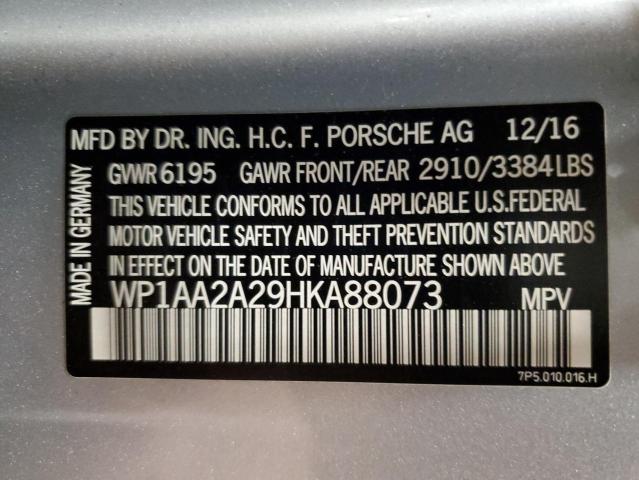 MFD BY DR. ING. H.C. F. PORSCHE AG 12/16
GVWR 6195 GAWR FRONT/REAR 2910/3384 LBS
THIS VEHICLE CONFORMS TO ALL APPLICABLE U.S.FEDERAL
MOTOR VEHICLE SAFETY AND THEFT PREVENTION STANDARDS
IN EFFECT ON THE DATE OF MANUFACTURE SHOWN ABOVE.
WP1AA2A29HKA88073 MPV
7P5.010.016.H
MADE IN GERMANY